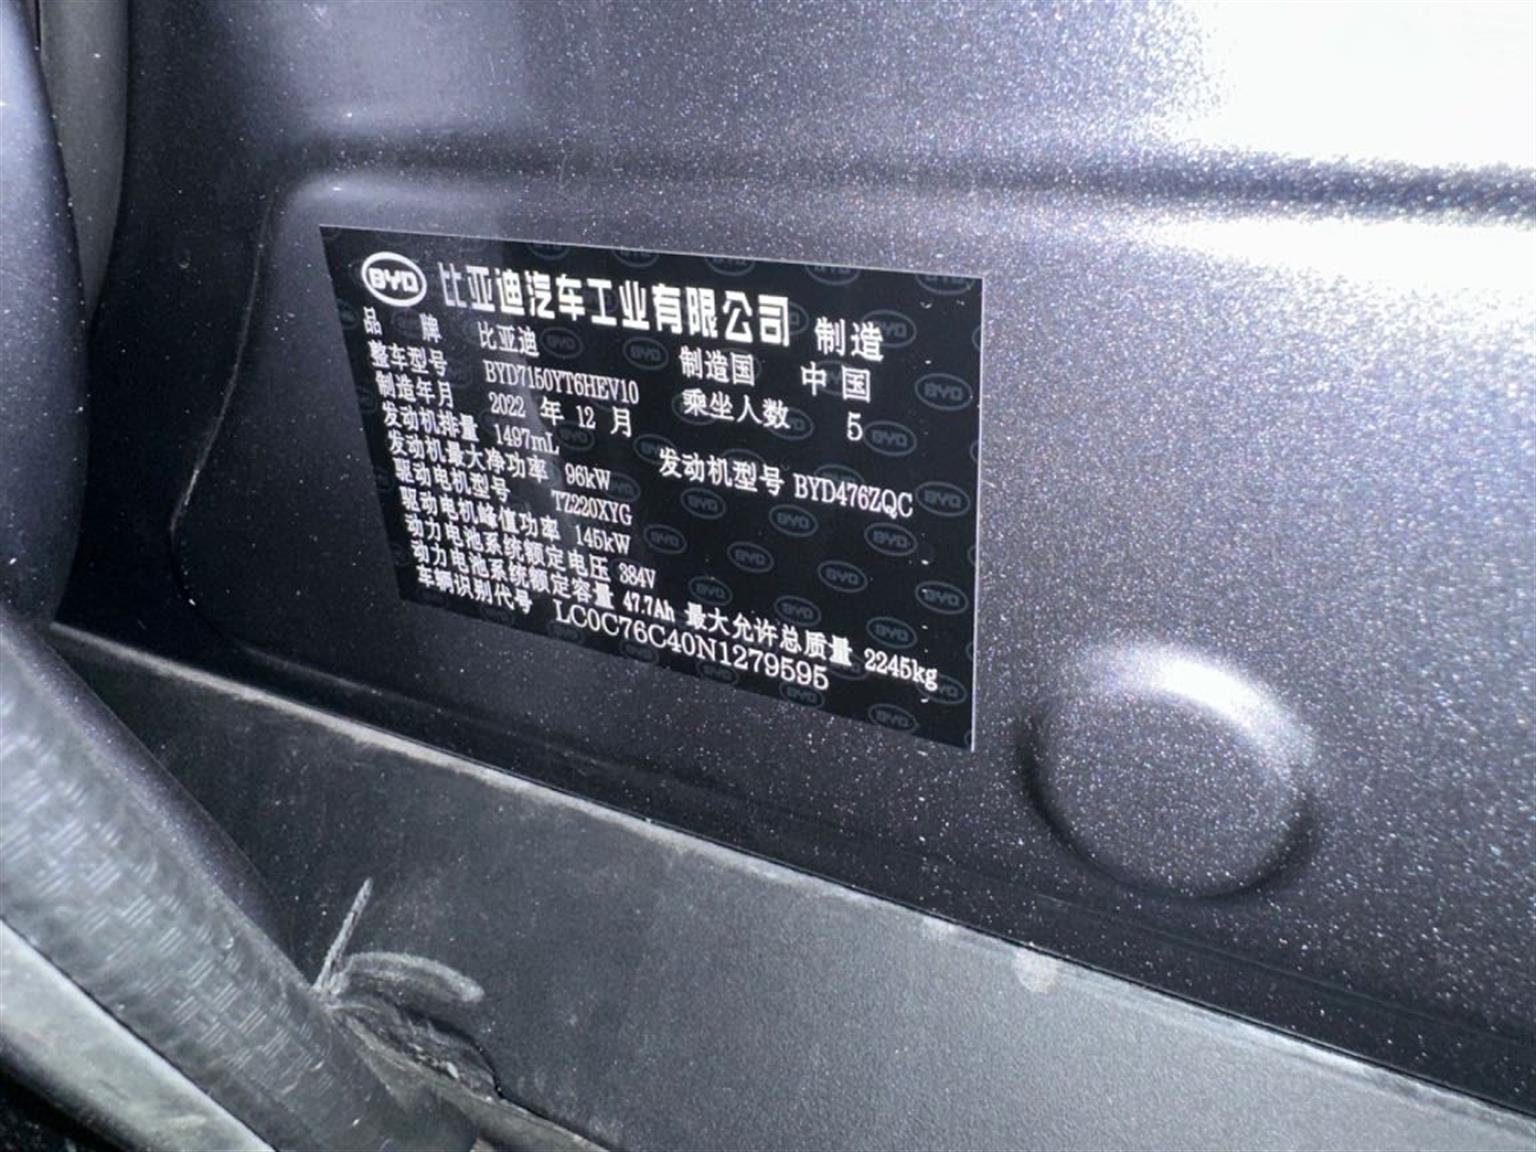 BYD 比亚迪汽车工业有限公司 制造
品 牌 比亚迪 制造国 中国
整车型号 BYD7150YT6HEV10 乘坐人数 5
制造年月 2022 年 12 月
发动机排量 1497mL 发动机型号 BYD476ZQC
发动机最大净功率 96kW
驱动电机型号 TZ220XYG
驱动电机峰值功率 145kW
动力电池系统额定电压 384V
动力电池系统额定容量 47.7Ah 最大允许总质量 2245kg
车辆识别代号 LC0C76C40N1279595